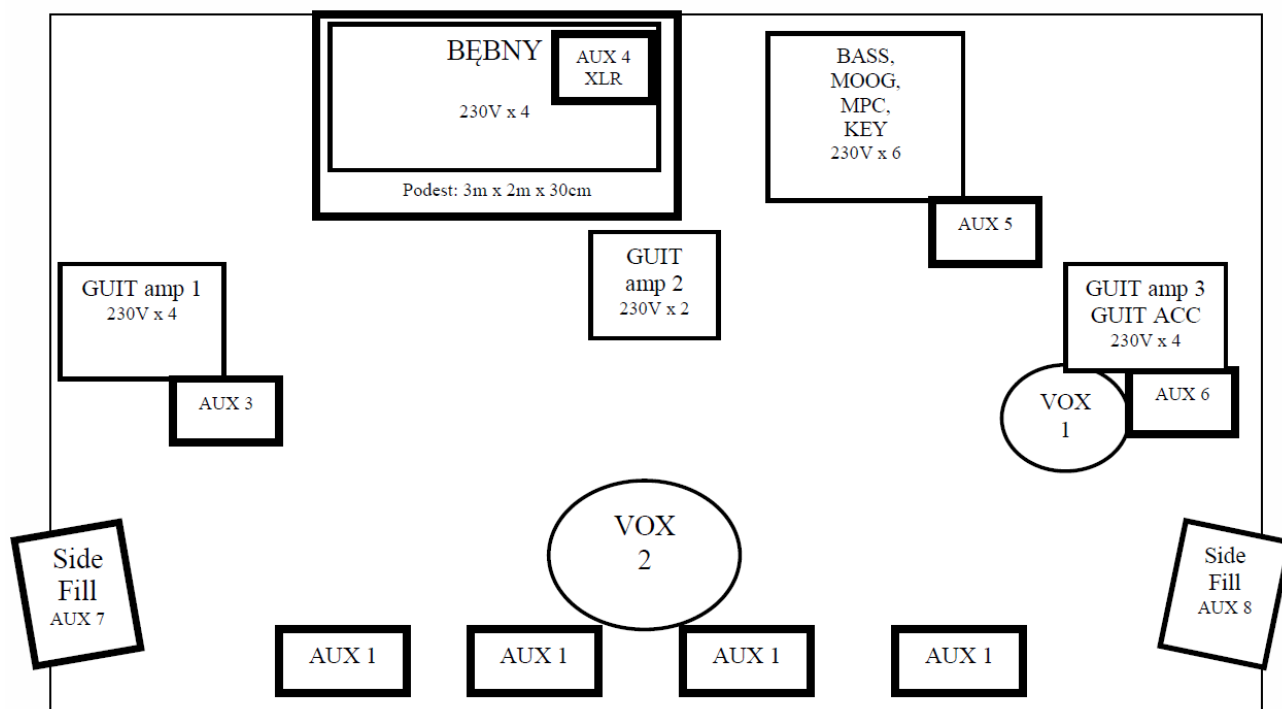 BĘBNY
230V x 4
AUX 4
XLR
Podest: 3m x 2m x 30cm
BASS,
MOOG,
MPC,
KEY
230V x 6
AUX 5
GUIT amp 1
230V x 4
AUX 3
GUIT
amp 2
230V x 2
GUIT amp 3
GUIT ACC
230V x 4
AUX 6
VOX
1
VOX
2
Side
Fill
AUX 7
Side
Fill
AUX 8
AUX 1
AUX 1
AUX 1
AUX 1